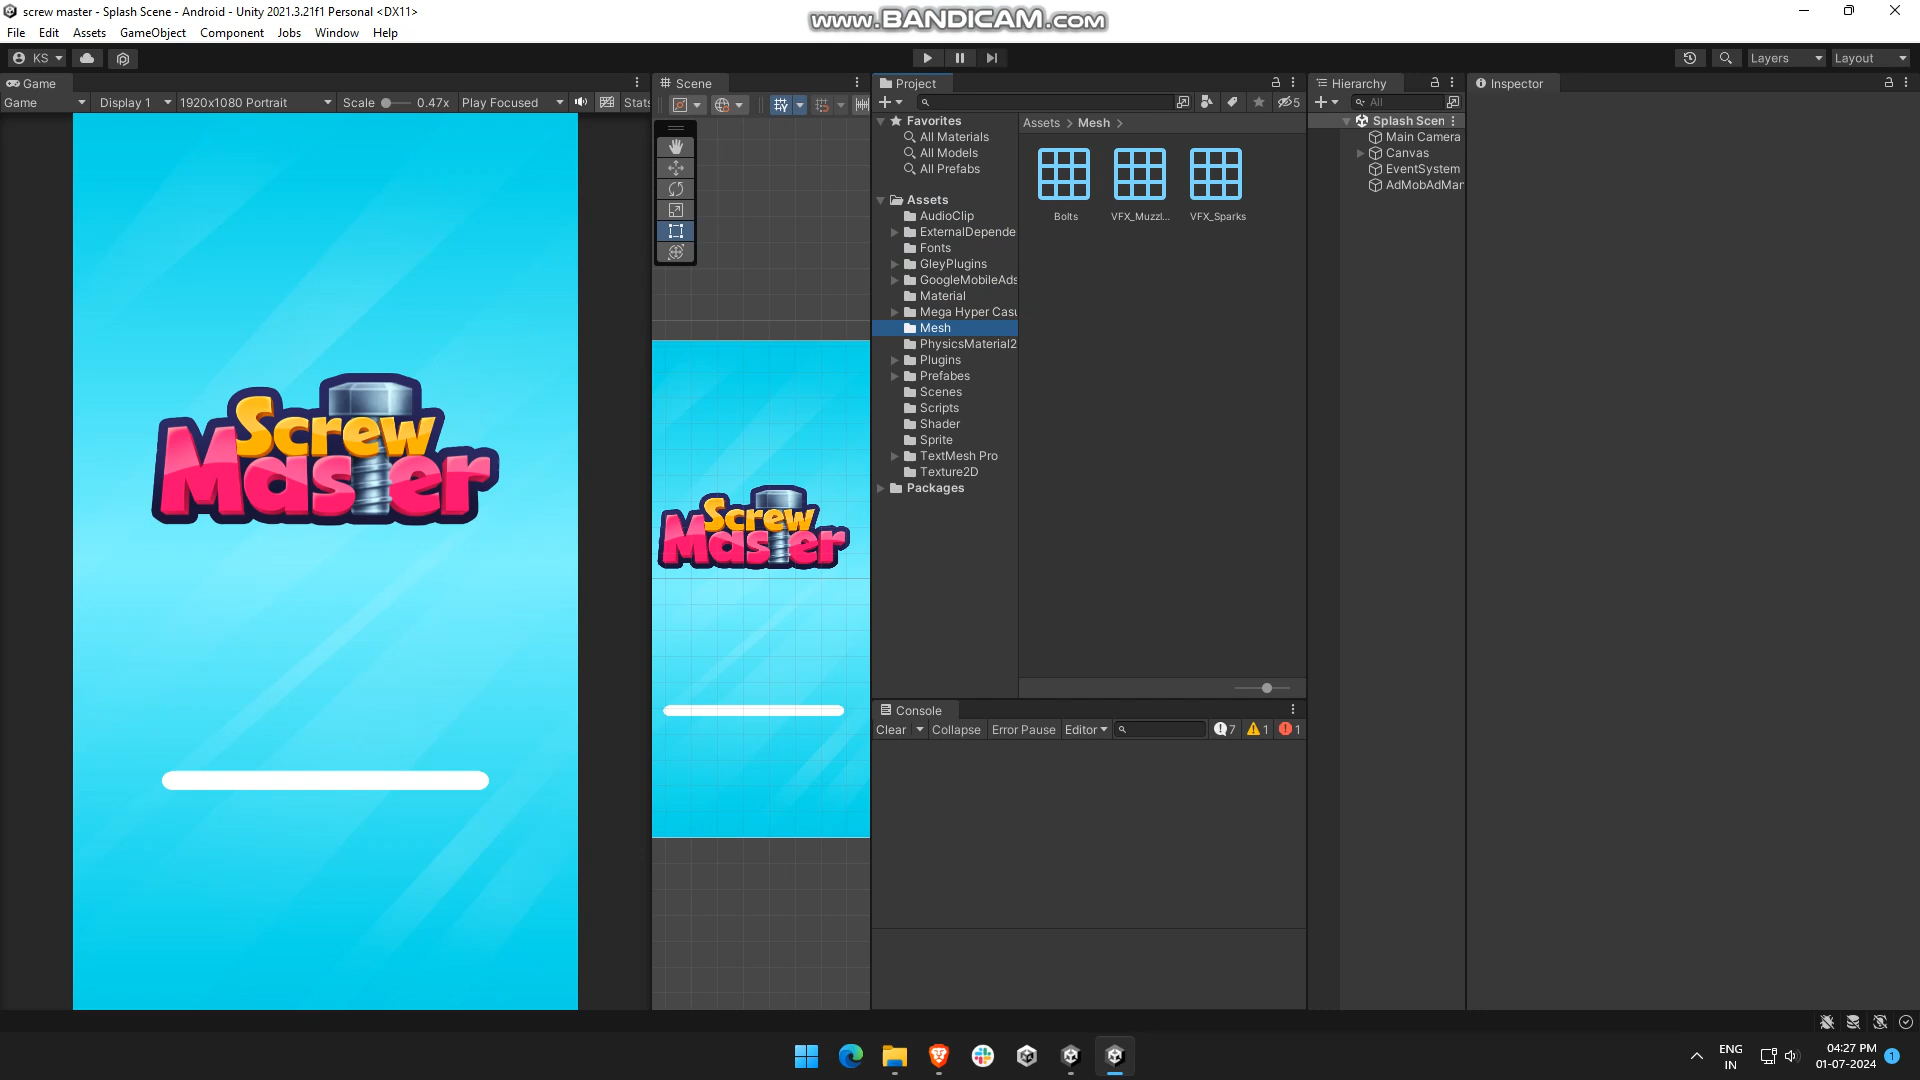 screw master - Splash Scene - Android - Unity 2021.3.21f1 Personal <DX11>
www.BANDICAM.com
File Edit Assets GameObject Component Jobs Window Help
KS
Layers
Layout
Game
Game Display 1 1920x1080 Portrait Scale 0.47x Play Focused Stats
Screw
Master
Scene
Screw
Master
Project
5
Favorites
All Materials
All Models
All Prefabs
Assets
AudioClip
ExternalDepende
Fonts
GleyPlugins
GoogleMobileAds
Material
Mega Hyper Casu
Mesh
PhysicsMaterial2
Plugins
Prefabes
Scenes
Scripts
Shader
Sprite
TextMesh Pro
Texture2D
Packages
Assets > Mesh >
Bolts
VFX_Muzzl...
VFX_Sparks
Console
Clear Collapse Error Pause Editor 7 1 1
Hierarchy
All
Splash Scen
Main Camera
Canvas
EventSystem
AdMobAdMan
Inspector
ENG
IN
04:27 PM
01-07-2024
1